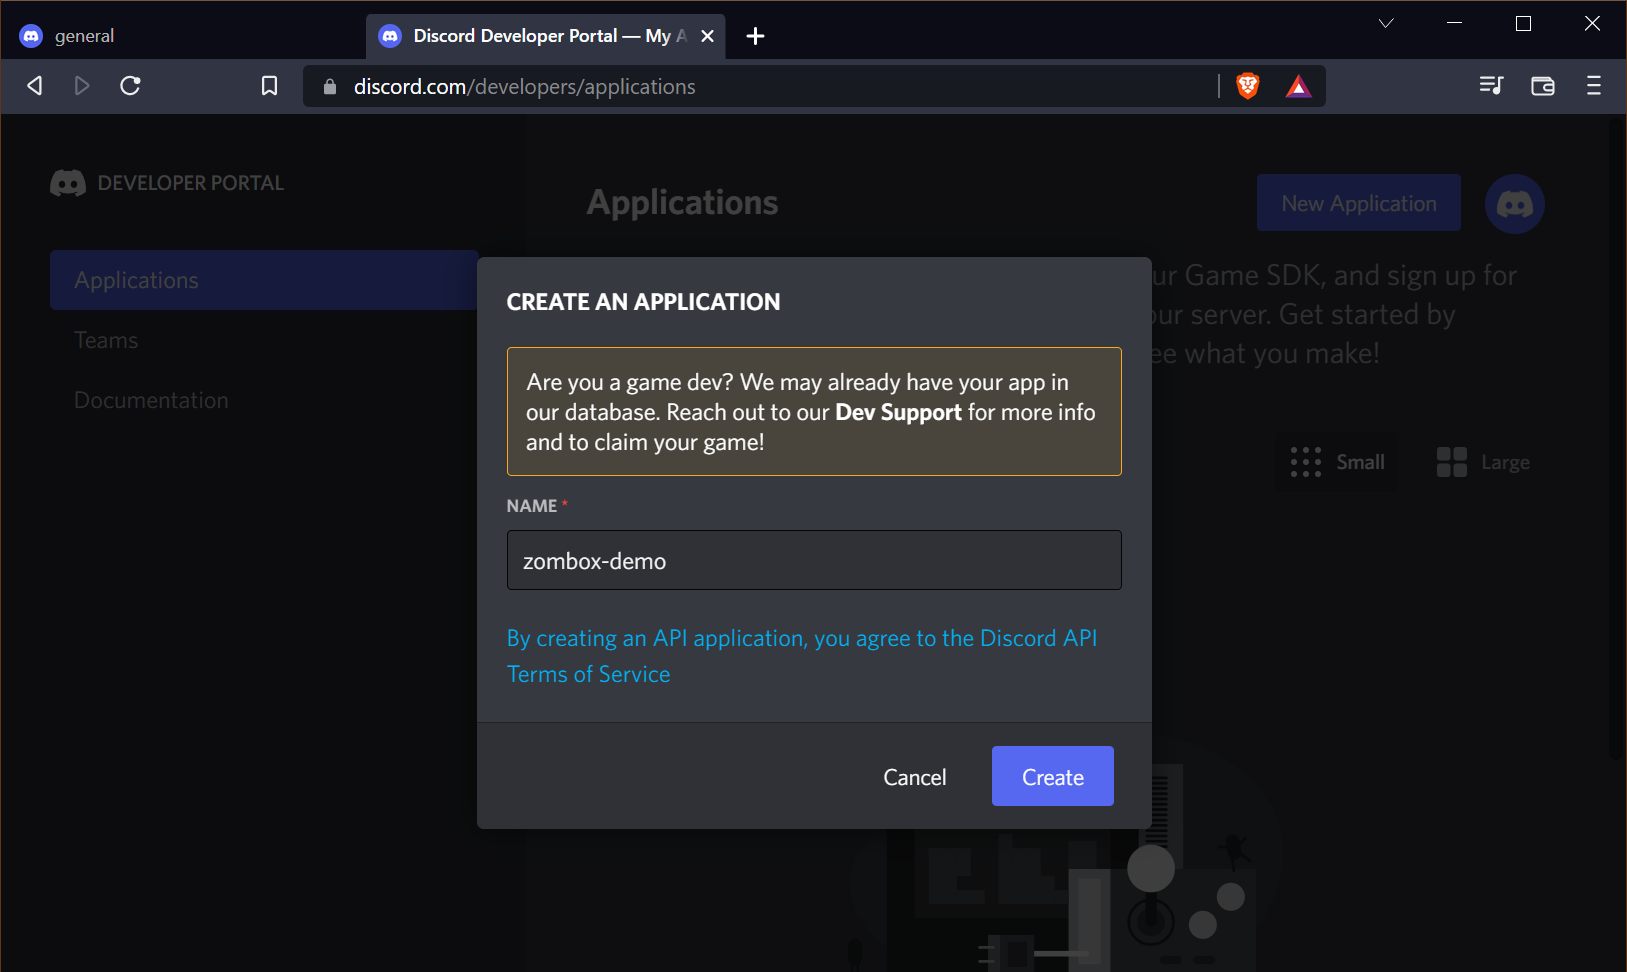 general
Discord Developer Portal — My A
discord.com/developers/applications
DEVELOPER PORTAL
Applications
Teams
Documentation
Applications
New Application
ur Game SDK, and sign up for
our server. Get started by
ee what you make!
Small
Large
CREATE AN APPLICATION
Are you a game dev? We may already have your app in
our database. Reach out to our Dev Support for more info
and to claim your game!
NAME *
zombox-demo
By creating an API application, you agree to the Discord API
Terms of Service
Cancel
Create